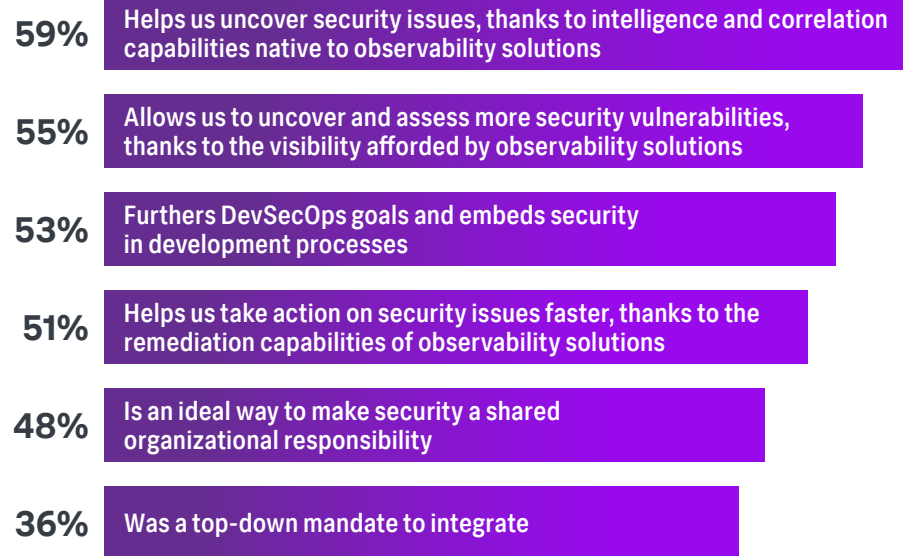 59%
Helps us uncover security issues, thanks to intelligence and correlation
capabilities native to observability solutions
55%
Allows us to uncover and assess more security vulnerabilities,
thanks to the visibility afforded by observability solutions
53%
Furthers DevSecOps goals and embeds security
in development processes
51%
Helps us take action on security issues faster, thanks to the
remediation capabilities of observability solutions
48%
Is an ideal way to make security a shared
organizational responsibility
36%
Was a top-down mandate to integrate